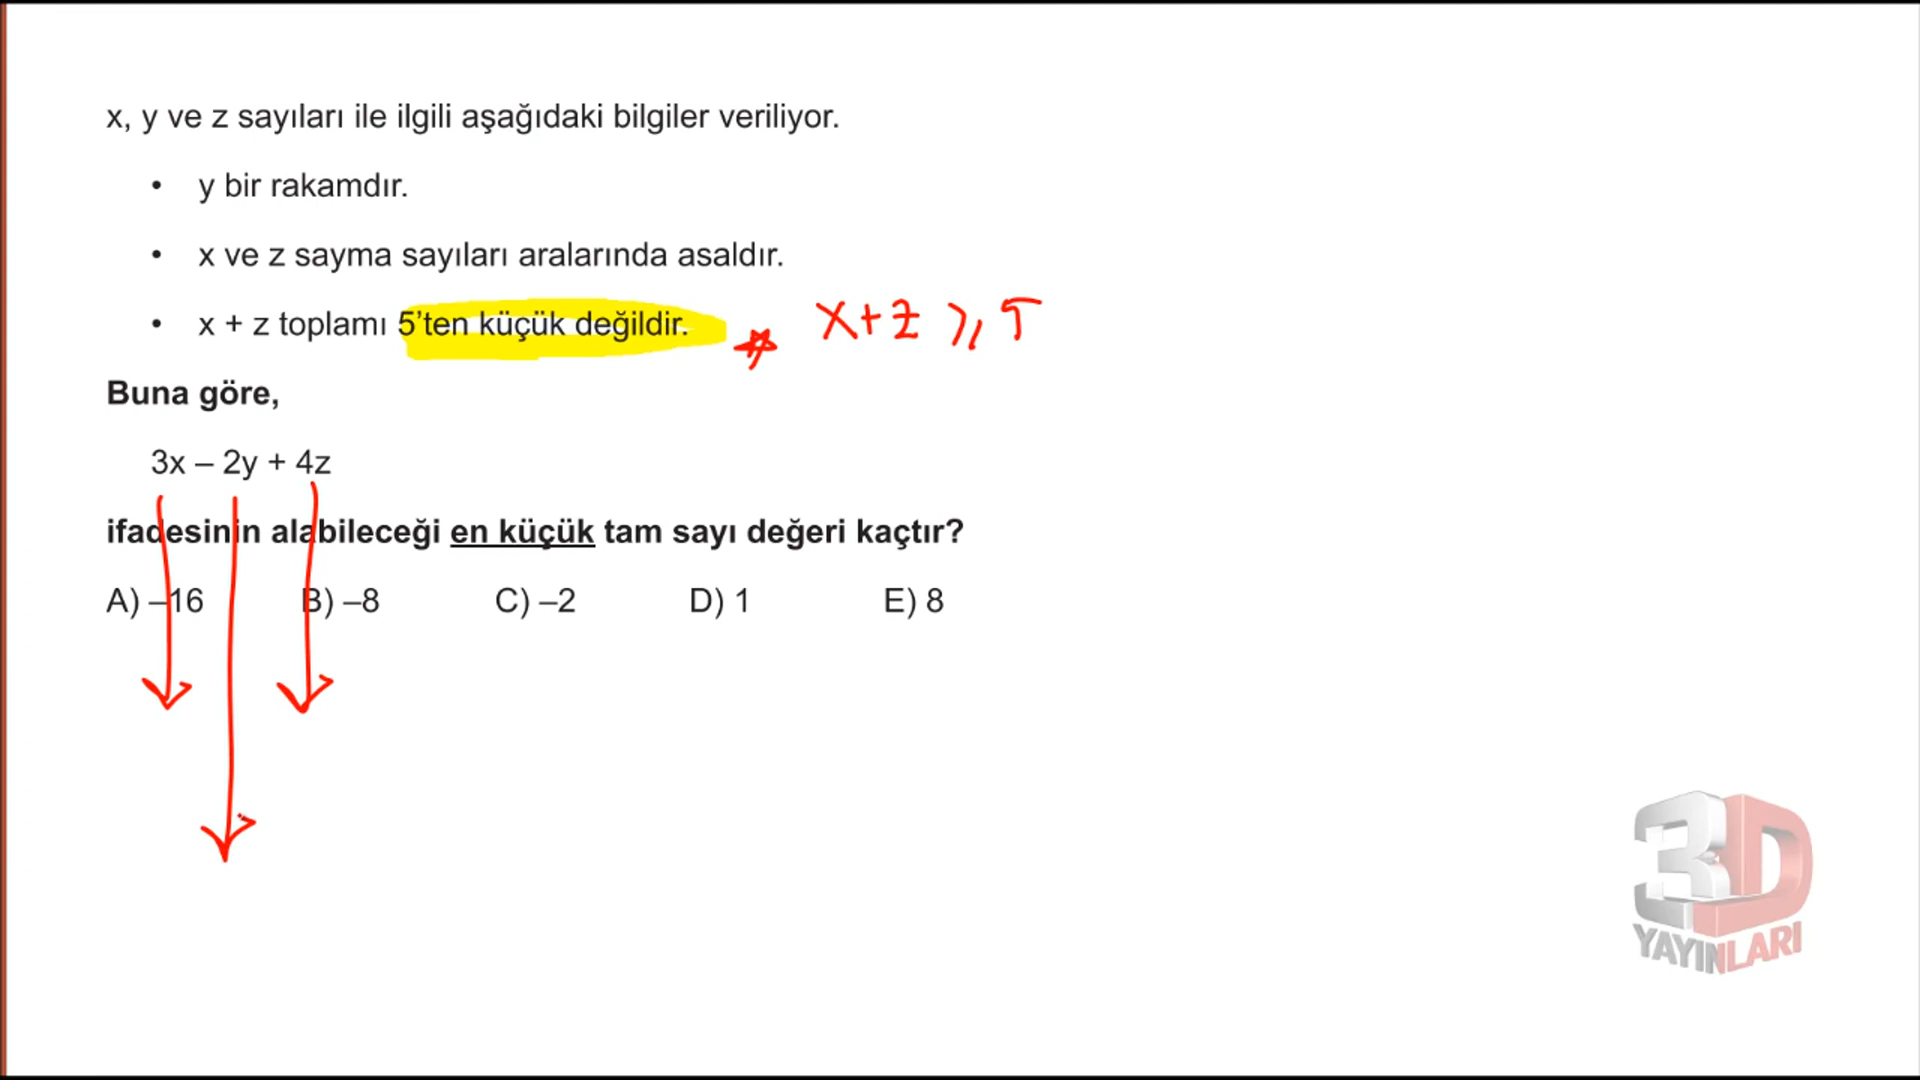 x, y ve z sayıları ile ilgili aşağıdaki bilgiler veriliyor.
• y bir rakamdır.
• x ve z sayma sayıları aralarında asaldır.
• x + z toplamı 5'ten küçük değildir. x+z ⩾ 5
Buna göre,
3x – 2y + 4z
ifadesinin alabileceği en küçük tam sayı değeri kaçtır?
A) –16 B) –8 C) –2 D) 1 E) 8
3D
YAYINLARI